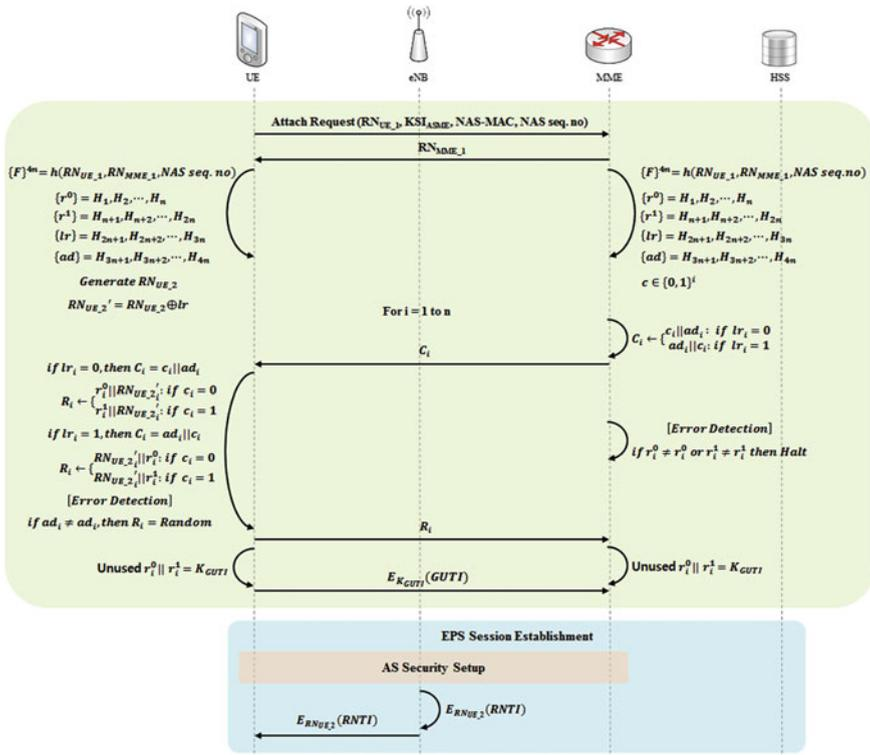 UE
eNB
MME
HSS
Attach Request (RN_UE_1, KSI_ASME, NAS-MAC, NAS seq. no)
RN_MME_1
{F}^4n = h(RN_UE_1, RN_MME_1, NAS seq. no)
{r^0} = H_1, H_2, ⋯, H_n
{r^1} = H_n+1, H_n+2, ⋯, H_2n
{lr} = H_2n+1, H_2n+2, ⋯, H_3n
{ad} = H_3n+1, H_3n+2, ⋯, H_4n
Generate RN_UE_2
RN_UE_2' = RN_UE_2⊕lr
{F}^4n = h(RN_UE_1, RN_MME_1, NAS seq. no)
{r^0} = H_1, H_2, ⋯, H_n
{r^1} = H_n+1, H_n+2, ⋯, H_2n
{lr} = H_2n+1, H_2n+2, ⋯, H_3n
{ad} = H_3n+1, H_3n+2, ⋯, H_4n
c ∈ {0, 1}^i
For i = 1 to n
C_i ← { c_i||ad_i : if lr_i = 0
ad_i||c_i : if lr_i = 1
C_i
if lr_i = 0, then C_i = c_i||ad_i
R_i ← { r_i^0||RN_UE_2_i' : if c_i = 0
r_i^1||RN_UE_2_i' : if c_i = 1
if lr_i = 1, then C_i = ad_i||c_i
R_i ← { RN_UE_2_i'||r_i^0 : if c_i = 0
RN_UE_2_i'||r_i^1 : if c_i = 1
[Error Detection]
if ad_i ≠ ad_i, then R_i = Random
[Error Detection]
if r_i^0 ≠ r_i^0 or r_i^1 ≠ r_i^1 then Halt
R_i
Unused r_i^0|| r_i^1 = K_GUTI
Unused r_i^0|| r_i^1 = K_GUTI
E_K_GUTI(GUTI)
EPS Session Establishment
AS Security Setup
E_RN_UE_2(RNTI)
E_RN_UE_2(RNTI)